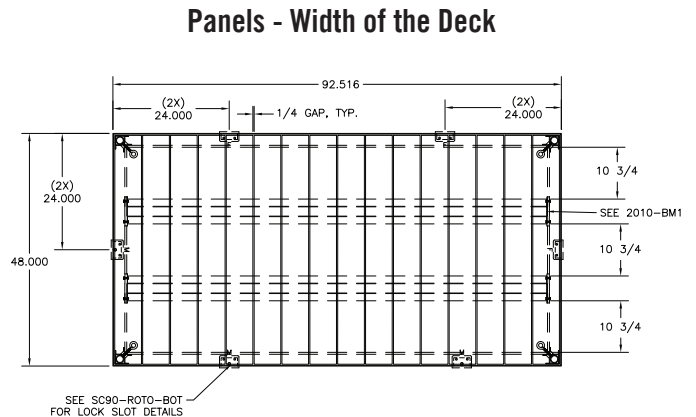 Panels - Width of the Deck
92.516
(2X)
24.000
1/4 GAP, TYP.
(2X)
24.000
(2X)
24.000
48.000
10 3/4
SEE 2010-BM1
10 3/4
10 3/4
SEE SC90-ROTO-BOT
FOR LOCK SLOT DETAILS